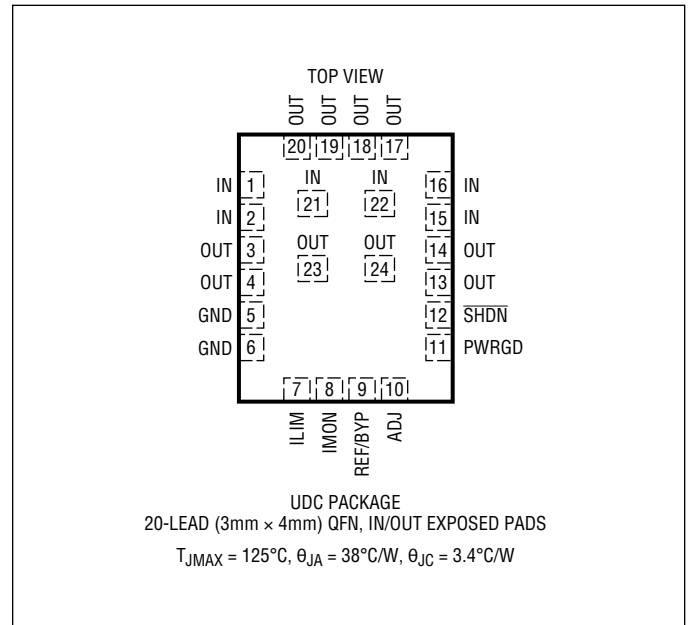 TOP VIEW
OUT OUT OUT OUT
20 19 18 17
IN 1 IN 21 IN 22 16 IN
IN 2 15 IN
OUT 3 OUT 23 OUT 24 14 OUT
OUT 4 13 OUT
GND 5 12 S̅H̅D̅N̅
GND 6 11 PWRGD
7 8 9 10
ILIM IMON REF/BYP ADJ
UDC PACKAGE
20-LEAD (3mm × 4mm) QFN, IN/OUT EXPOSED PADS
TJMAX = 125°C, θJA = 38°C/W, θJC = 3.4°C/W